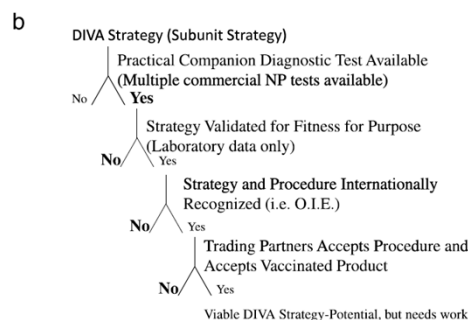 b
DIVA Strategy (Subunit Strategy)
Practical Companion Diagnostic Test Available
(Multiple commercial NP tests available)
No Yes
Strategy Validated for Fitness for Purpose
(Laboratory data only)
No Yes
Strategy and Procedure Internationally
Recognized (i.e. O.I.E.)
No Yes
Trading Partners Accepts Procedure and
Accepts Vaccinated Product
No Yes
Viable DIVA Strategy-Potential, but needs work